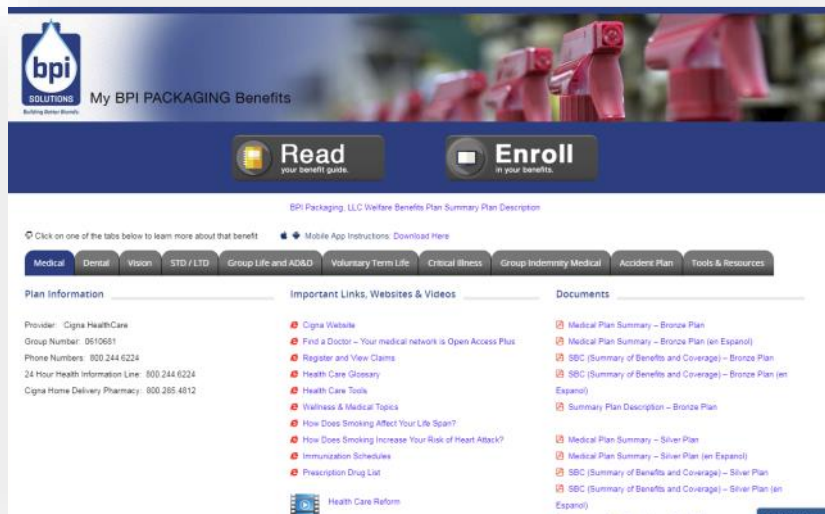 bpi
SOLUTIONS
Building Better Blends
My BPI PACKAGING Benefits
Read
your benefit guide.
Enroll
in your benefits.
BPI Packaging, LLC Welfare Benefits Plan Summary Plan Description
Click on one of the tabs below to learn more about that benefit
Mobile App Instructions: Download Here
Medical
Dental
Vision
STD / LTD
Group Life and AD&D
Voluntary Term Life
Critical Illness
Group Indemnity Medical
Accident Plan
Tools & Resources
Plan Information
Provider: Cigna HealthCare
Group Number: 0610681
Phone Numbers: 800.244.6224
24 Hour Health Information Line: 800.244.6224
Cigna Home Delivery Pharmacy: 800.285.4812
Important Links, Websites & Videos
Cigna Website
Find a Doctor – Your medical network is Open Access Plus
Register and View Claims
Health Care Glossary
Health Care Tools
Wellness & Medical Topics
How Does Smoking Affect Your Life Span?
How Does Smoking Increase Your Risk of Heart Attack?
Immunization Schedules
Prescription Drug List
Health Care Reform
Documents
Medical Plan Summary – Bronze Plan
Medical Plan Summary – Bronze Plan (en Espanol)
SBC (Summary of Benefits and Coverage) – Bronze Plan
SBC (Summary of Benefits and Coverage) – Bronze Plan (en
Espanol)
Summary Plan Description – Bronze Plan
Medical Plan Summary – Silver Plan
Medical Plan Summary – Silver Plan (en Espanol)
SBC (Summary of Benefits and Coverage) – Silver Plan
SBC (Summary of Benefits and Coverage) – Silver Plan (en
Espanol)